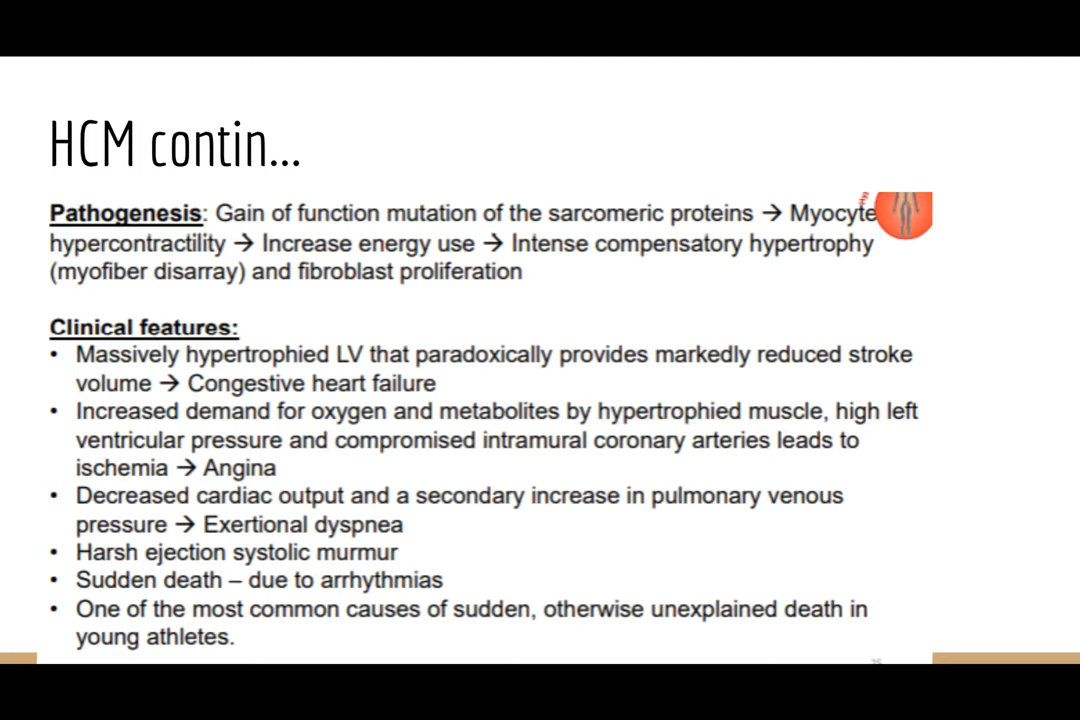 HCM contin...
Pathogenesis: Gain of function mutation of the sarcomeric proteins → Myocyte
hypercontractility → Increase energy use → Intense compensatory hypertrophy
(myofiber disarray) and fibroblast proliferation
Clinical features:
• Massively hypertrophied LV that paradoxically provides markedly reduced stroke
volume → Congestive heart failure
• Increased demand for oxygen and metabolites by hypertrophied muscle, high left
ventricular pressure and compromised intramural coronary arteries leads to
ischemia → Angina
• Decreased cardiac output and a secondary increase in pulmonary venous
pressure → Exertional dyspnea
• Harsh ejection systolic murmur
• Sudden death – due to arrhythmias
• One of the most common causes of sudden, otherwise unexplained death in
young athletes.